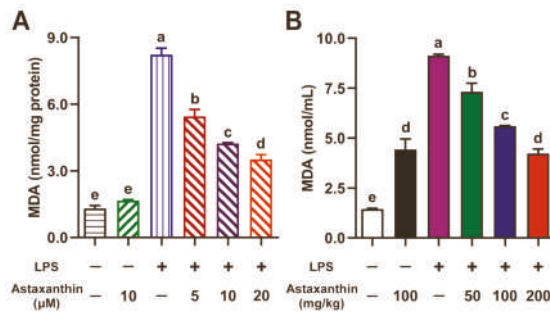 A
MDA (nmol/mg protein)
9.0
6.0
3.0
0.0
e e a b c d
LPS − − + + + +
Astaxanthin (μM) − 10 − 5 10 20
B
MDA (nmol/mL)
10.0
7.5
5.0
2.5
0.0
e d a b c d
LPS − − + + + +
Astaxanthin (mg/kg) − 100 − 50 100 200